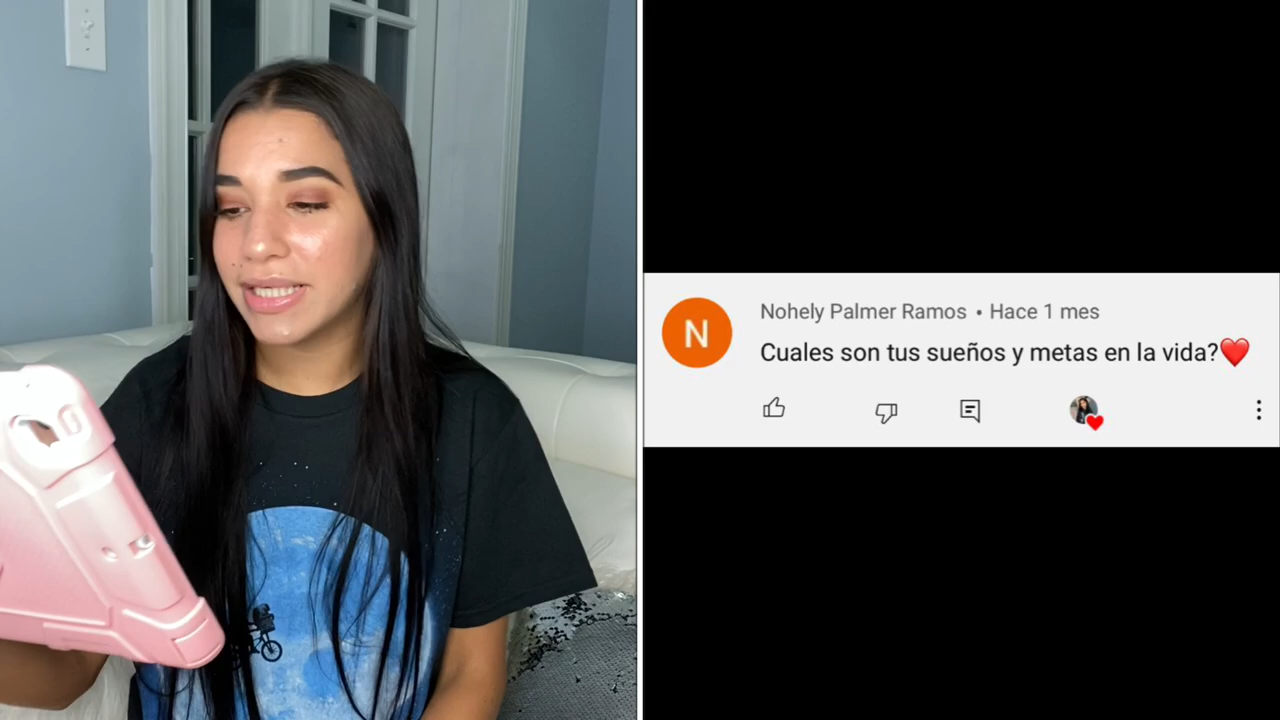 Nohely Palmer Ramos • Hace 1 mes
Cuales son tus sueños y metas en la vida?❤️
N